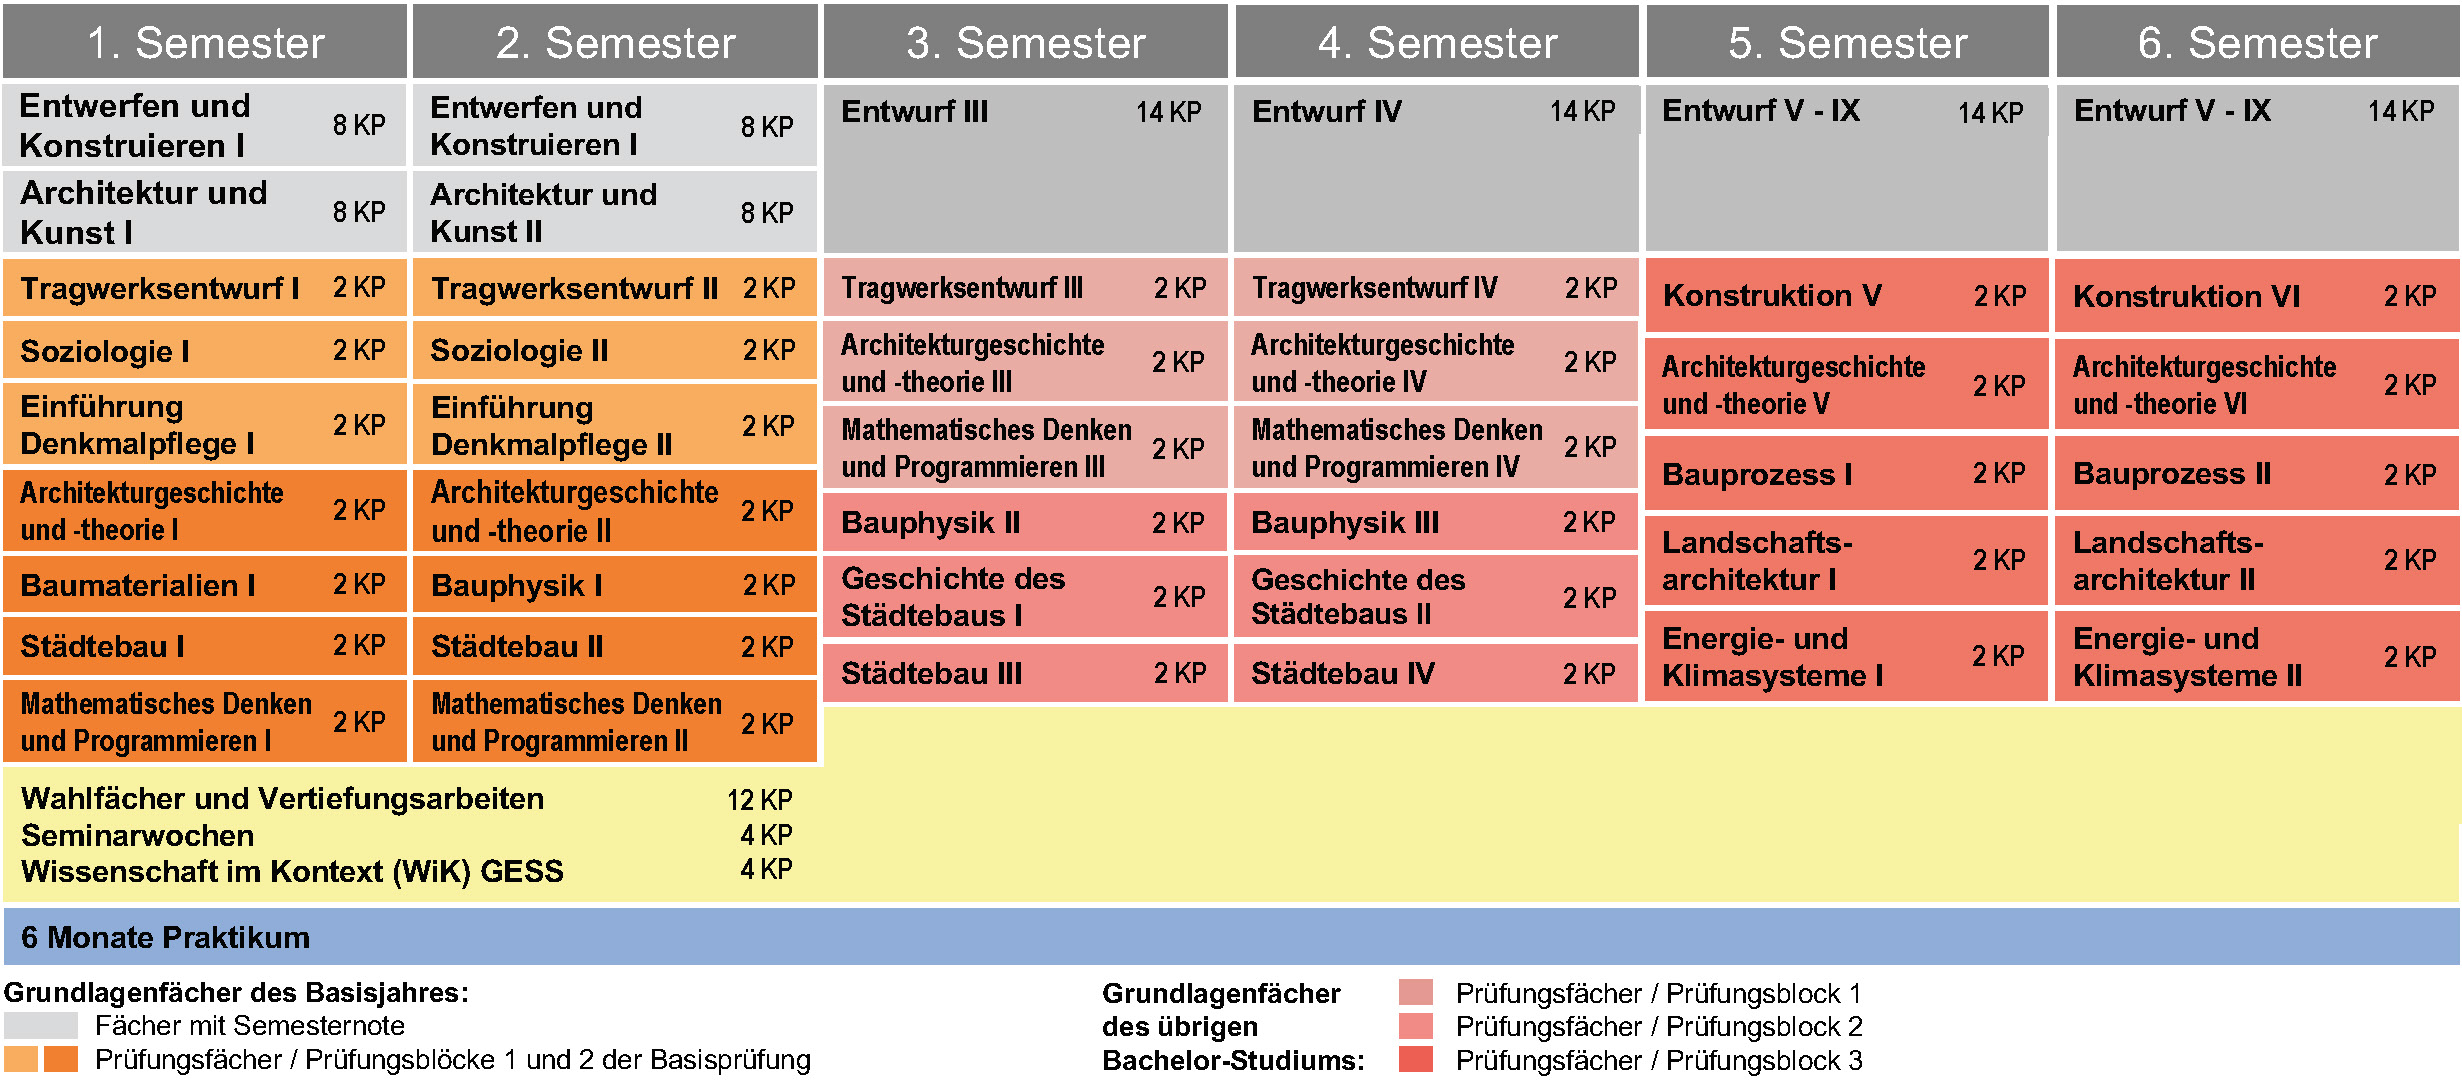 1. Semester
2. Semester
3. Semester
4. Semester
5. Semester
6. Semester
Entwerfen und
Konstruieren I
8 KP
Architektur und
Kunst I
8 KP
Tragwerksentwurf I 2 KP
Soziologie I 2 KP
Einführung
Denkmalpflege I
2 KP
Architekturgeschichte
und -theorie I
2 KP
Baumaterialien I 2 KP
Städtebau I 2 KP
Mathematisches Denken
und Programmieren I
2 KP
Entwerfen und
Konstruieren I
8 KP
Architektur und
Kunst II
8 KP
Tragwerksentwurf II 2 KP
Soziologie II 2 KP
Einführung
Denkmalpflege II
2 KP
Architekturgeschichte
und -theorie II
2 KP
Bauphysik I 2 KP
Städtebau II 2 KP
Mathematisches Denken
und Programmieren II
2 KP
Entwurf III 14 KP
Tragwerksentwurf III 2 KP
Architekturgeschichte
und -theorie III
2 KP
Mathematisches Denken
und Programmieren III
2 KP
Bauphysik II 2 KP
Geschichte des
Städtebaus I
2 KP
Städtebau III 2 KP
Entwurf IV 14 KP
Tragwerksentwurf IV 2 KP
Architekturgeschichte
und -theorie IV
2 KP
Mathematisches Denken
und Programmieren IV
2 KP
Bauphysik III 2 KP
Geschichte des
Städtebaus II
2 KP
Städtebau IV 2 KP
Entwurf V - IX 14 KP
Konstruktion V 2 KP
Architekturgeschichte
und -theorie V
2 KP
Bauprozess I 2 KP
Landschafts-
architektur I
2 KP
Energie- und
Klimasysteme I
2 KP
Entwurf V - IX 14 KP
Konstruktion VI 2 KP
Architekturgeschichte
und -theorie VI
2 KP
Bauprozess II 2 KP
Landschafts-
architektur II
2 KP
Energie- und
Klimasysteme II
2 KP
Wahlfächer und Vertiefungsarbeiten 12 KP
Seminarwochen 4 KP
Wissenschaft im Kontext (WiK) GESS 4 KP
6 Monate Praktikum
Grundlagenfächer des Basisjahres:
Fächer mit Semesternote
Prüfungsfächer / Prüfungsblöcke 1 und 2 der Basisprüfung
Grundlagenfächer
des übrigen
Bachelor-Studiums:
Prüfungsfächer / Prüfungsblock 1
Prüfungsfächer / Prüfungsblock 2
Prüfungsfächer / Prüfungsblock 3